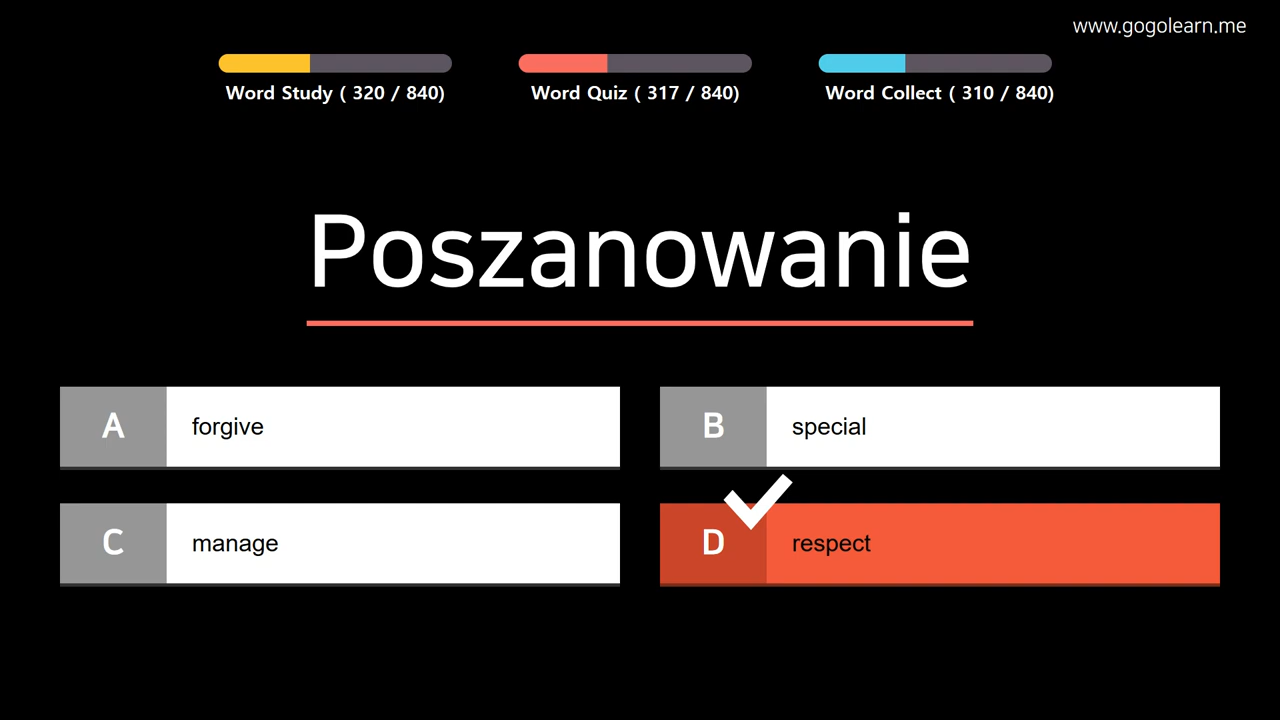 www.gogolearn.me
Word Study ( 320 / 840)
Word Quiz ( 317 / 840)
Word Collect ( 310 / 840)
Poszanowanie
A forgive
B special
C manage
D respect